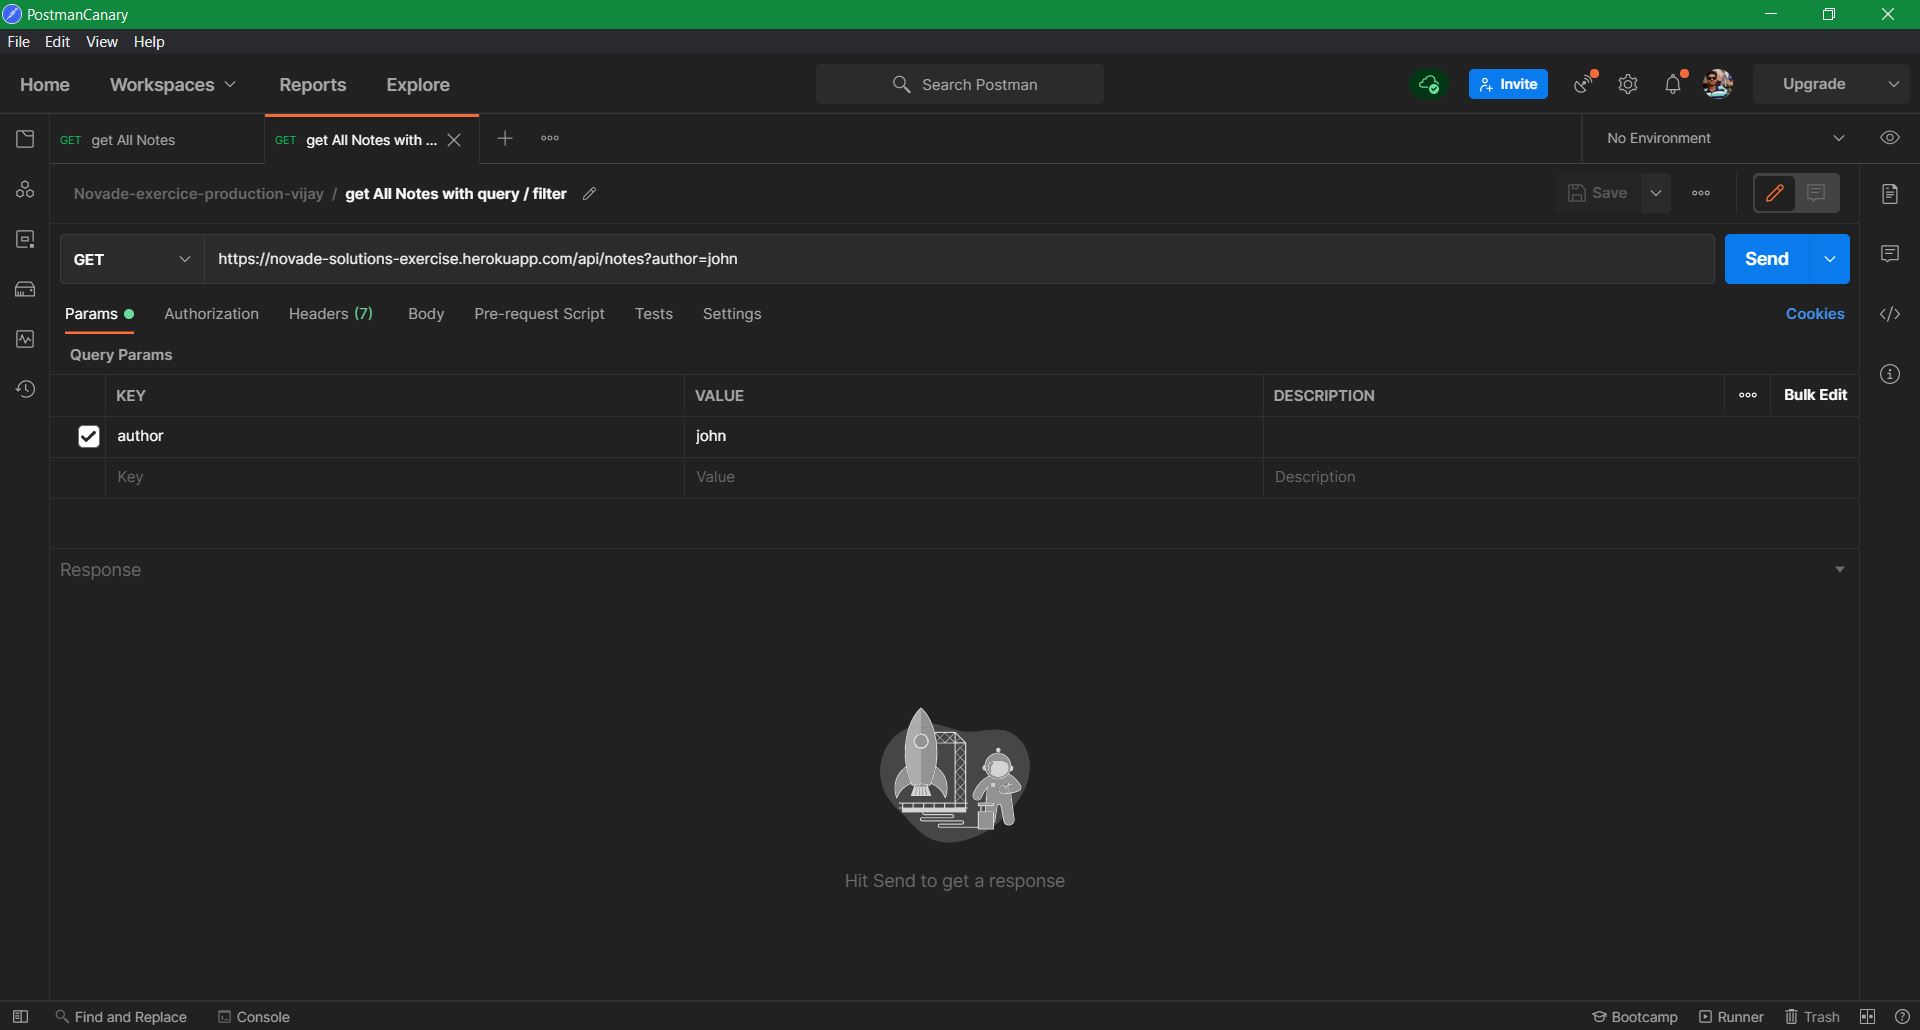 PostmanCanary
File Edit View Help
Home Workspaces Reports Explore Search Postman Invite Upgrade
GET get All Notes GET get All Notes with ... No Environment
Novade-exercice-production-vijay / get All Notes with query / filter Save
GET https://novade-solutions-exercise.herokuapp.com/api/notes?author=john Send
Params Authorization Headers (7) Body Pre-request Script Tests Settings Cookies
Query Params
KEY VALUE DESCRIPTION Bulk Edit
author john
Key Value Description
Response
Hit Send to get a response
Find and Replace Console Bootcamp Runner Trash